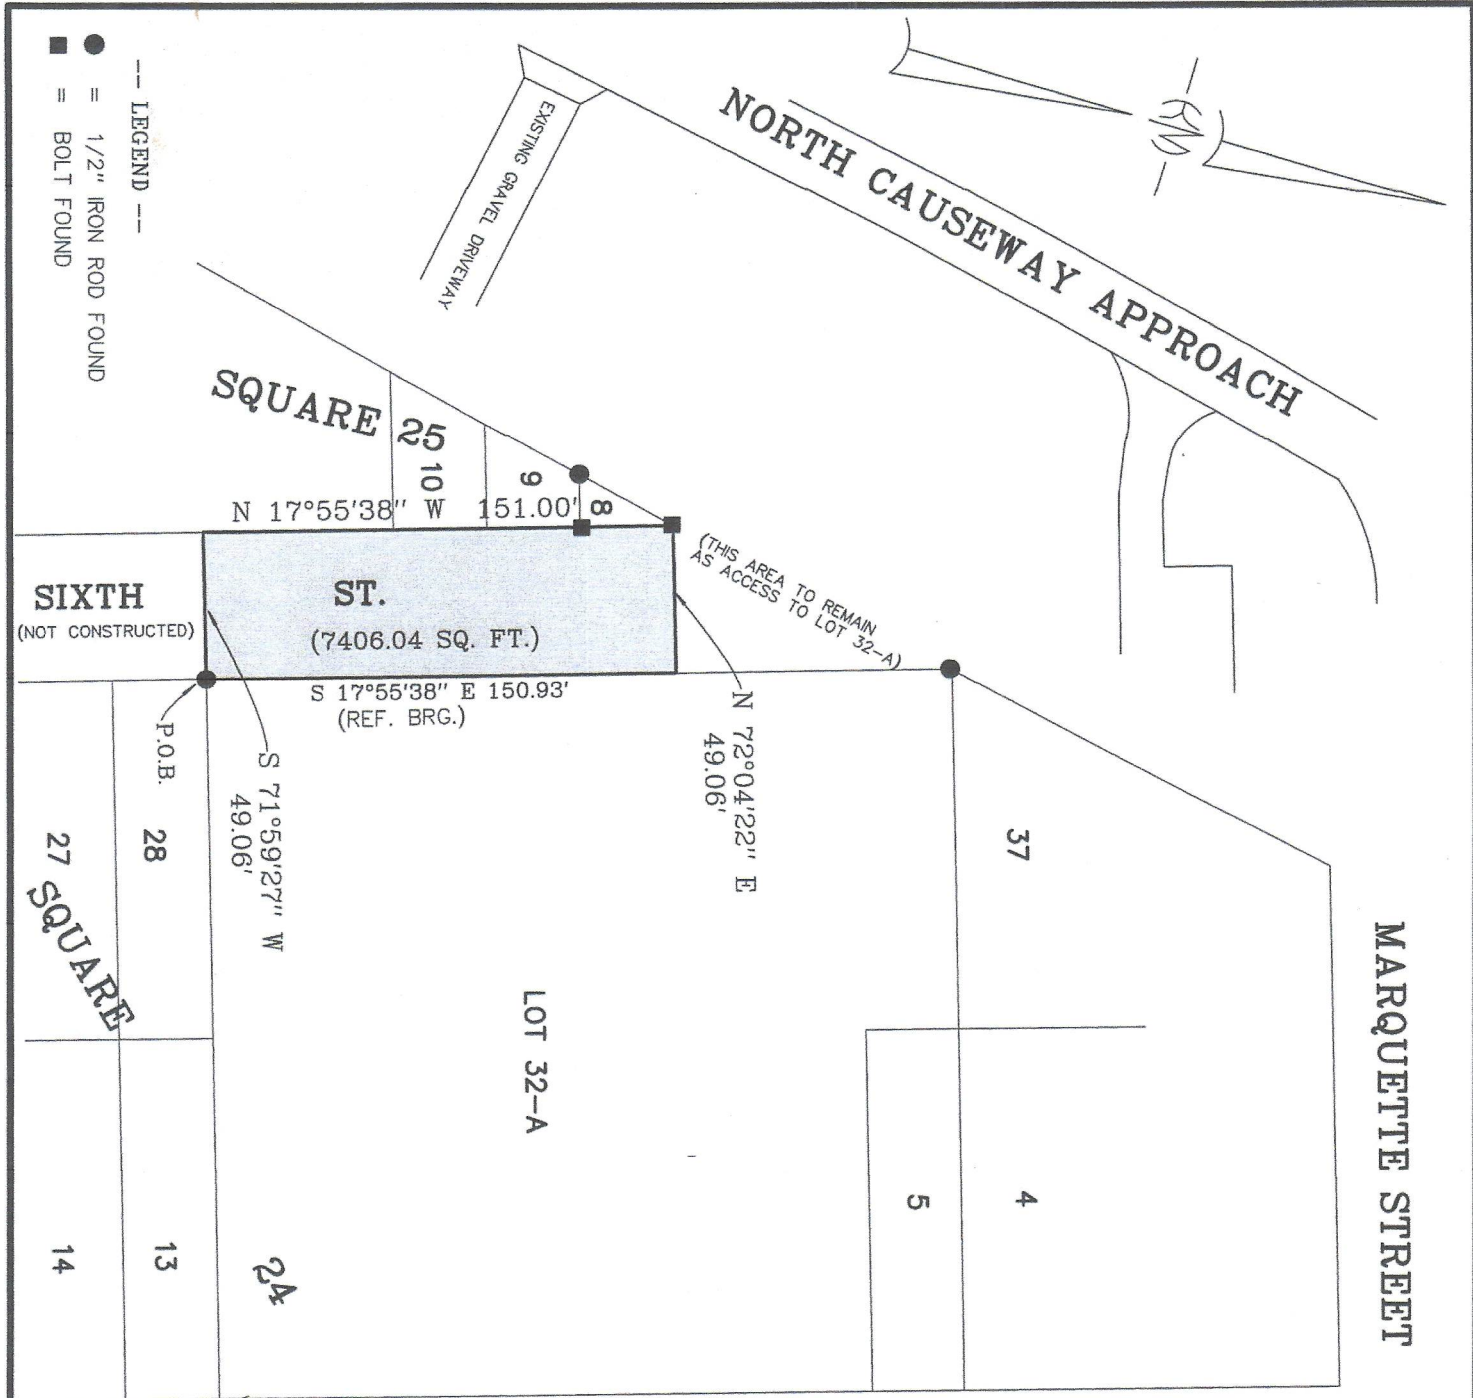 NORTH CAUSEWAY APPROACH
N
EXISTING GRAVEL DRIVEWAY
-- LEGEND --
● = 1/2" IRON ROD FOUND
■ = BOLT FOUND
SQUARE 25
10
9
8
N 17°55'38" W 151.00'
(THIS AREA TO REMAIN
AS ACCESS TO LOT 32-A)
SIXTH ST.
(NOT CONSTRUCTED)
(7406.04 SQ. FT.)
S 17°55'38" E 150.93'
(REF. BRG.)
P.O.B.
S 71°59'27" W
49.06'
N 72°04'22" E
49.06'
37
28
27
SQUARE 24
LOT 32-A
MARQUETTE STREET
4
5
13
14